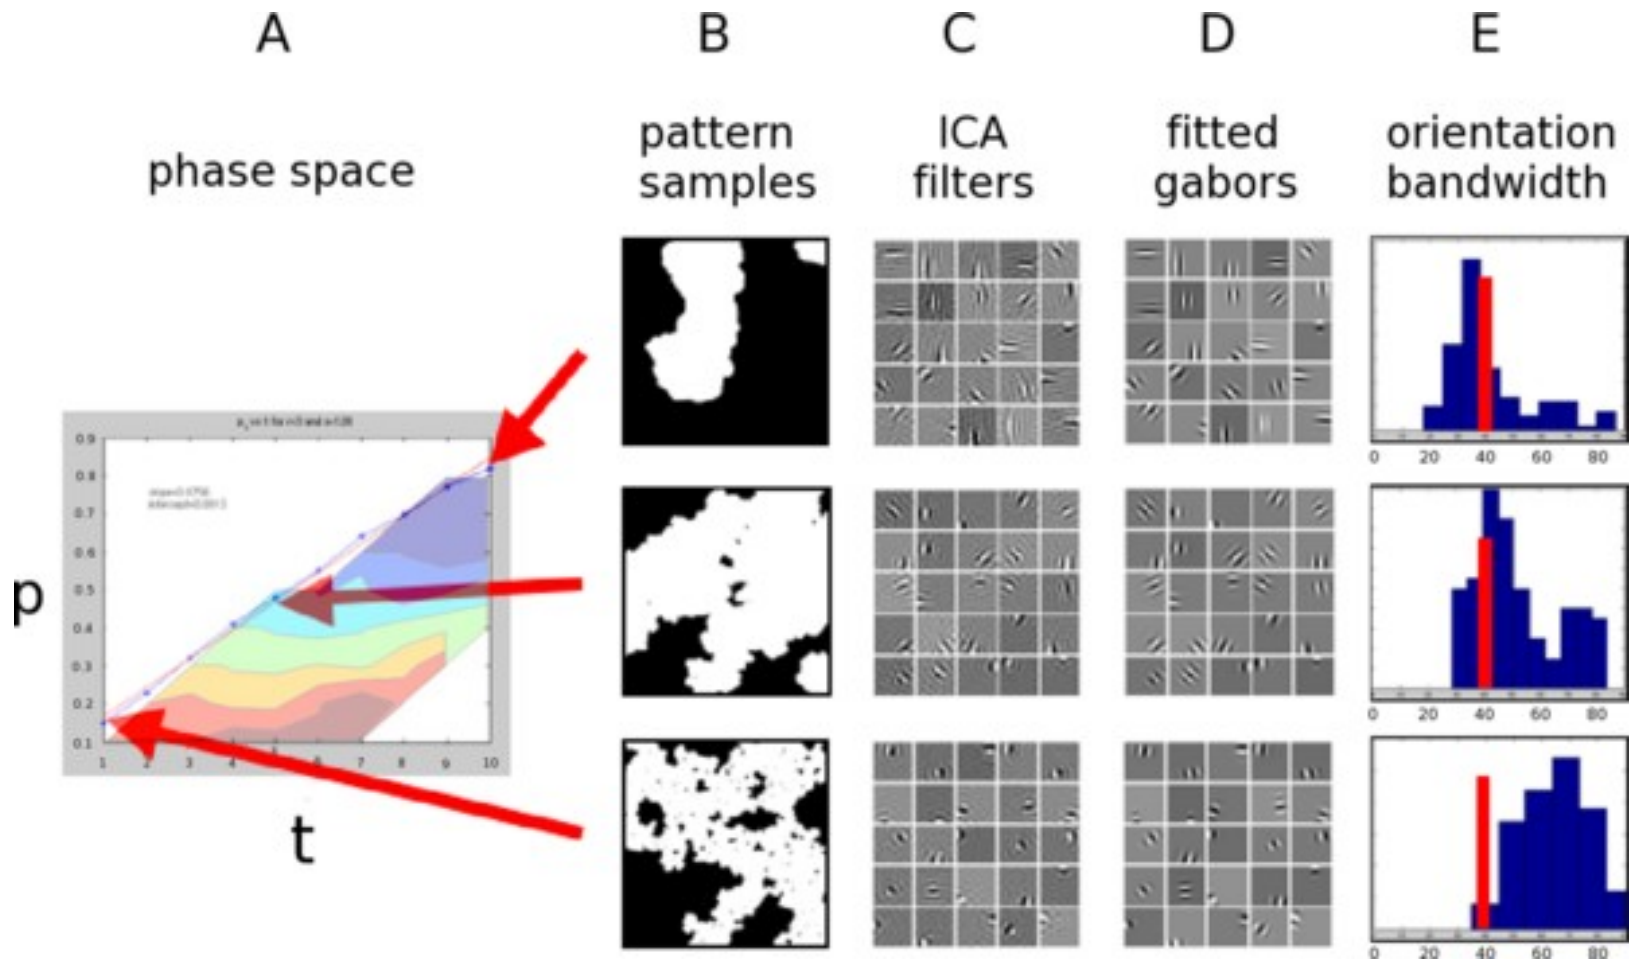 A
B
C
D
E
phase space
pattern
samples
ICA
filters
fitted
gabors
orientation
bandwidth
p
t
0.9
0.8
0.7
0.6
0.5
0.4
0.3
0.2
0.1
1 2 3 4 5 6 7 8 9 10
0 20 40 60 80
0 20 40 60 80
0 20 40 60 80